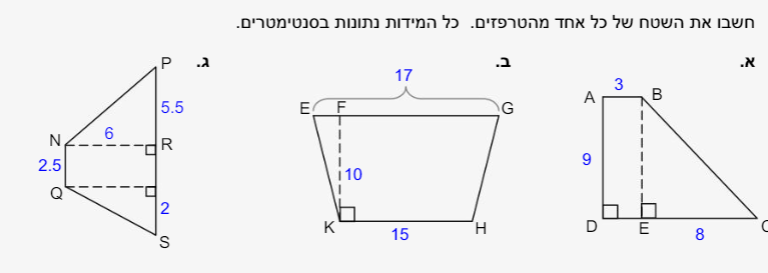 חשבו את השטח של כל אחד מהטרפזים. כל המידות נתונות בסנטימטרים.
א.
3
A B
9
D E C
8
ב.
17
E F G
10
K H
15
ג.
P
5.5
N 6 R
2.5
Q
2
S